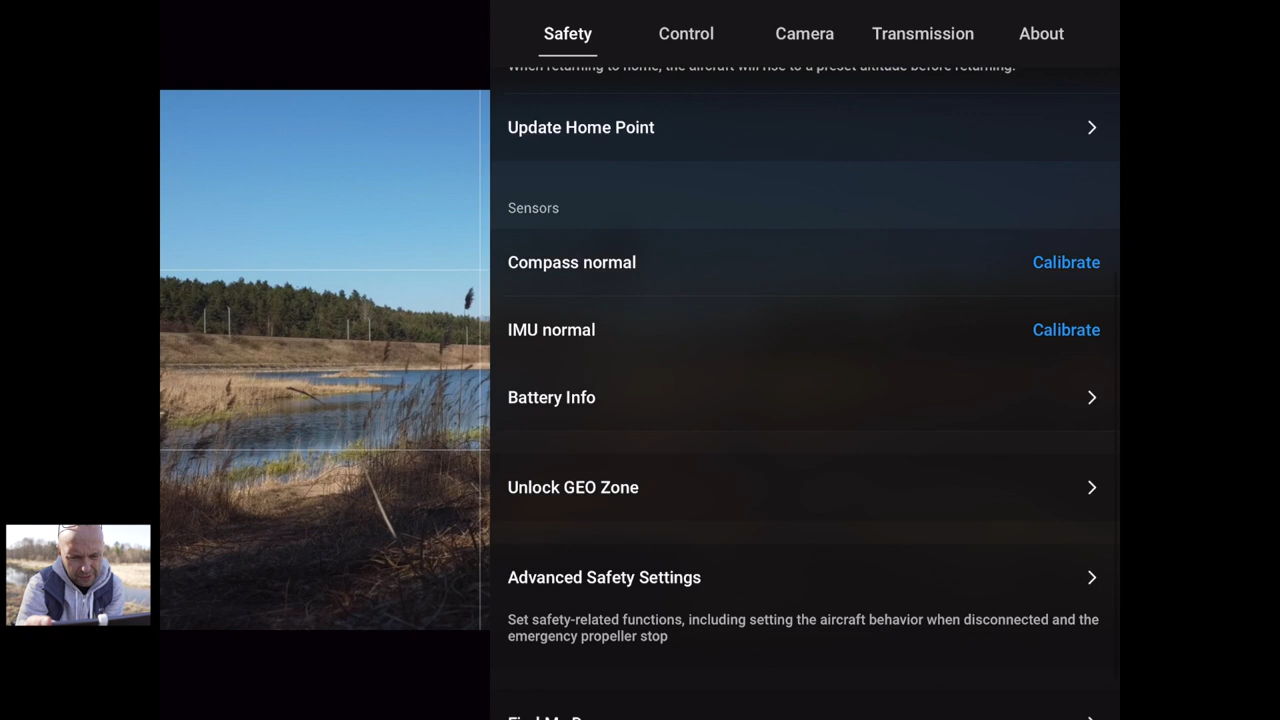 Safety
Control
Camera
Transmission
About
When returning to home, the aircraft will rise to a preset altitude before returning.
Update Home Point
Sensors
Compass normal
Calibrate
IMU normal
Calibrate
Battery Info
Unlock GEO Zone
Advanced Safety Settings
Set safety-related functions, including setting the aircraft behavior when disconnected and the
emergency propeller stop
Find My